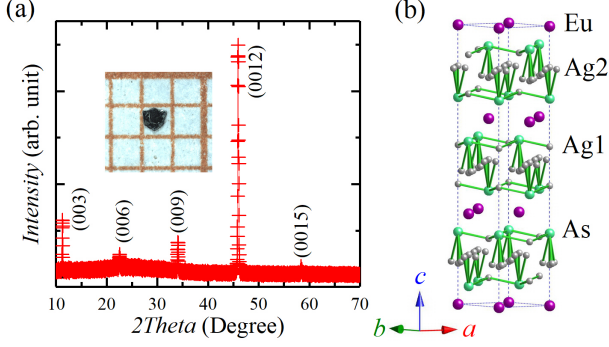 (a)
Intensity (arb. unit)
(003)
(006)
(009)
(0012)
(0015)
10 20 30 40 50 60 70
2Theta (Degree)
(b)
Eu
Ag2
Ag1
As
c
b
a